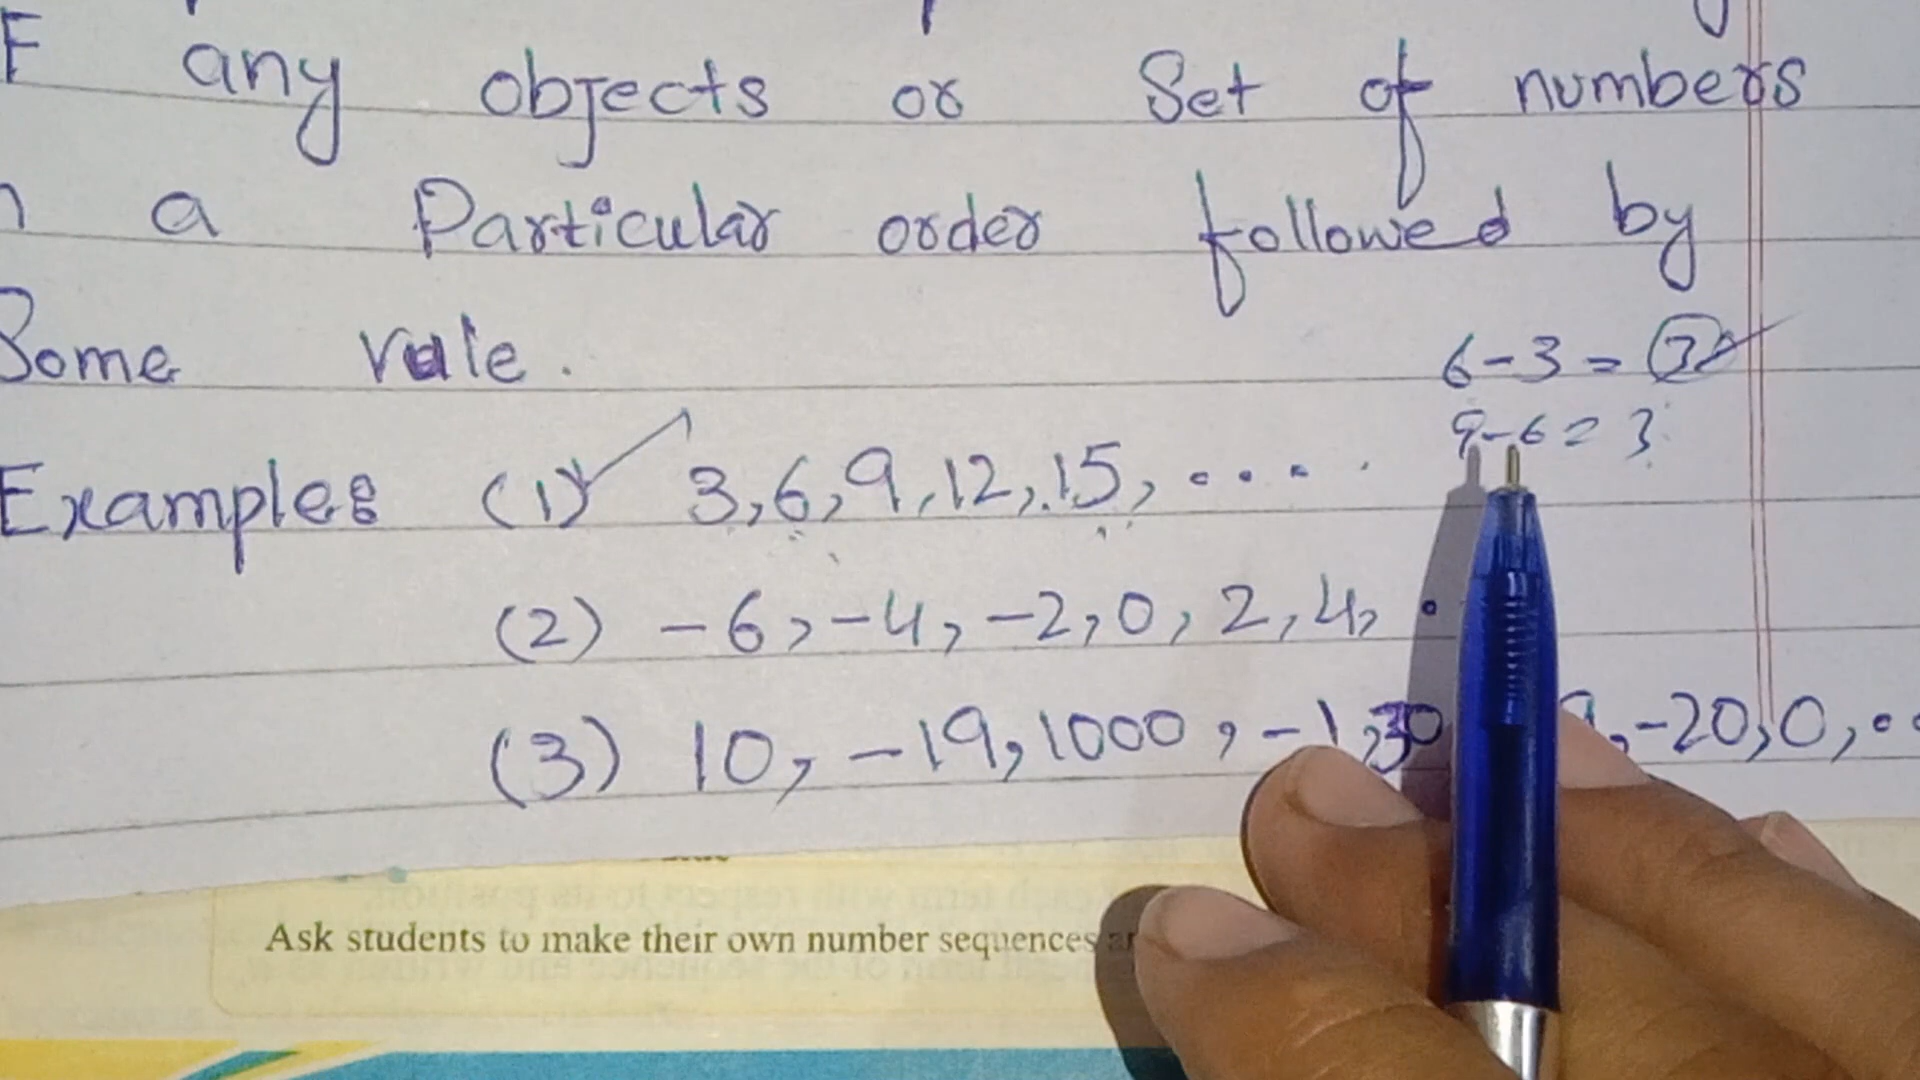 any objects or Set of numbers
a Particular order followed by
Some rule.
6-3=3
9-6=3
Examples (1) 3,6,9,12,15,....
(2) -6,-4,-2,0,2,4,.
(3) 10,-19,1000,-1,30 -20,0,..
Ask students to make their own number sequences